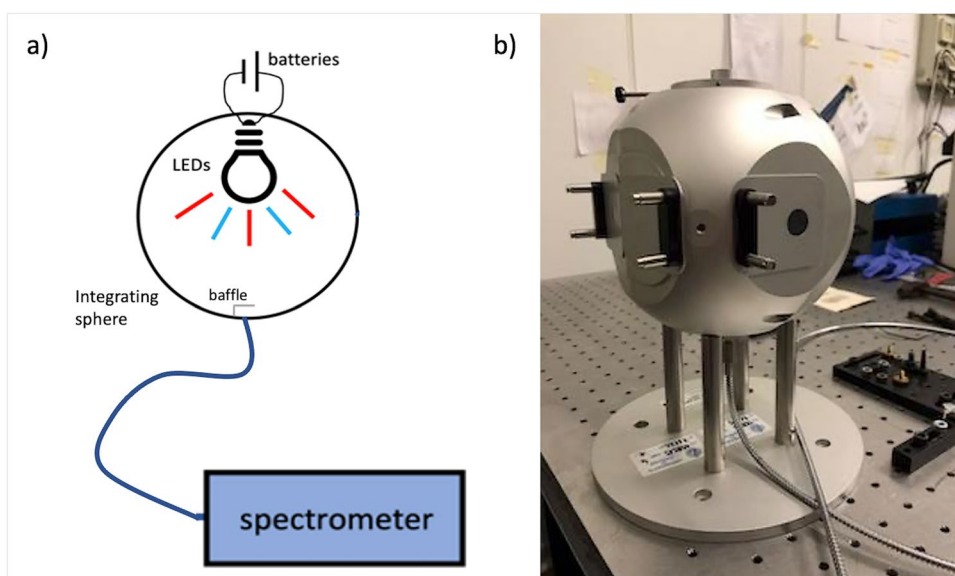 a)
batteries
LEDs
baffle
Integrating
sphere
spectrometer
b)